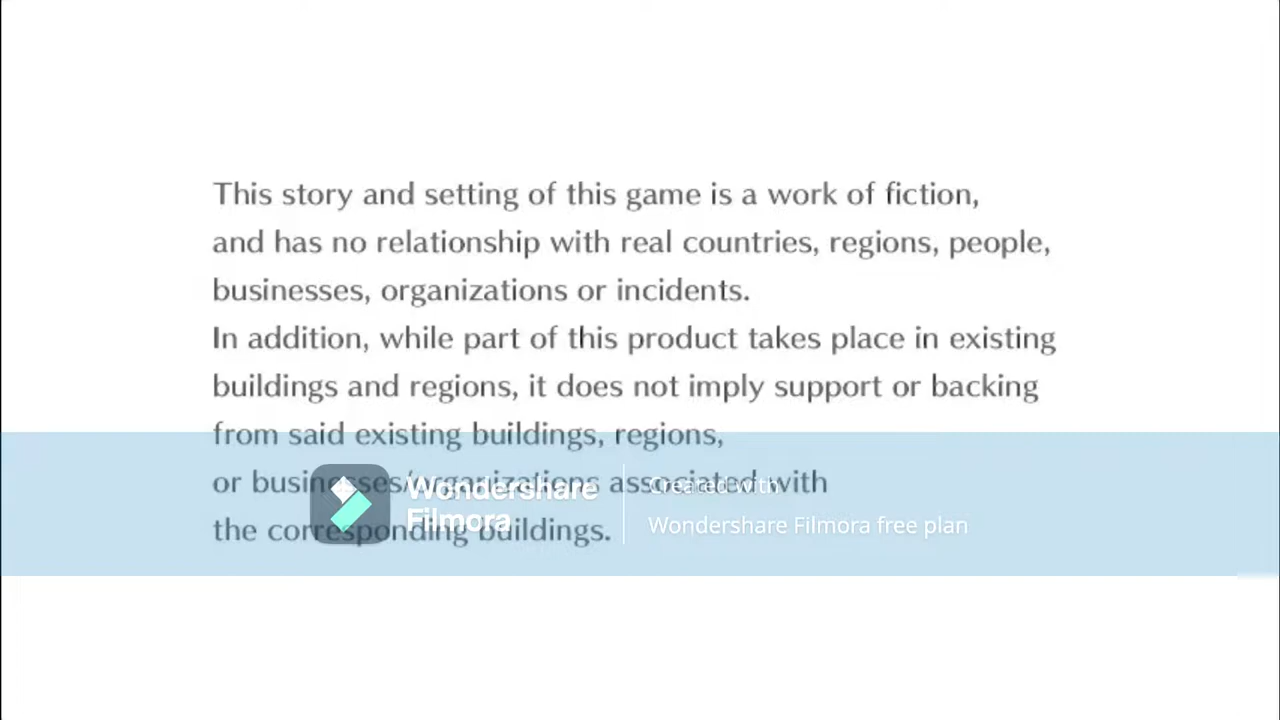 This story and setting of this game is a work of fiction,
and has no relationship with real countries, regions, people,
businesses, organizations or incidents.
In addition, while part of this product takes place in existing
buildings and regions, it does not imply support or backing
from said existing buildings, regions,
or businesses/organizations associated with
the corresponding buildings.
Wondershare
Filmora
Created with
Wondershare Filmora free plan